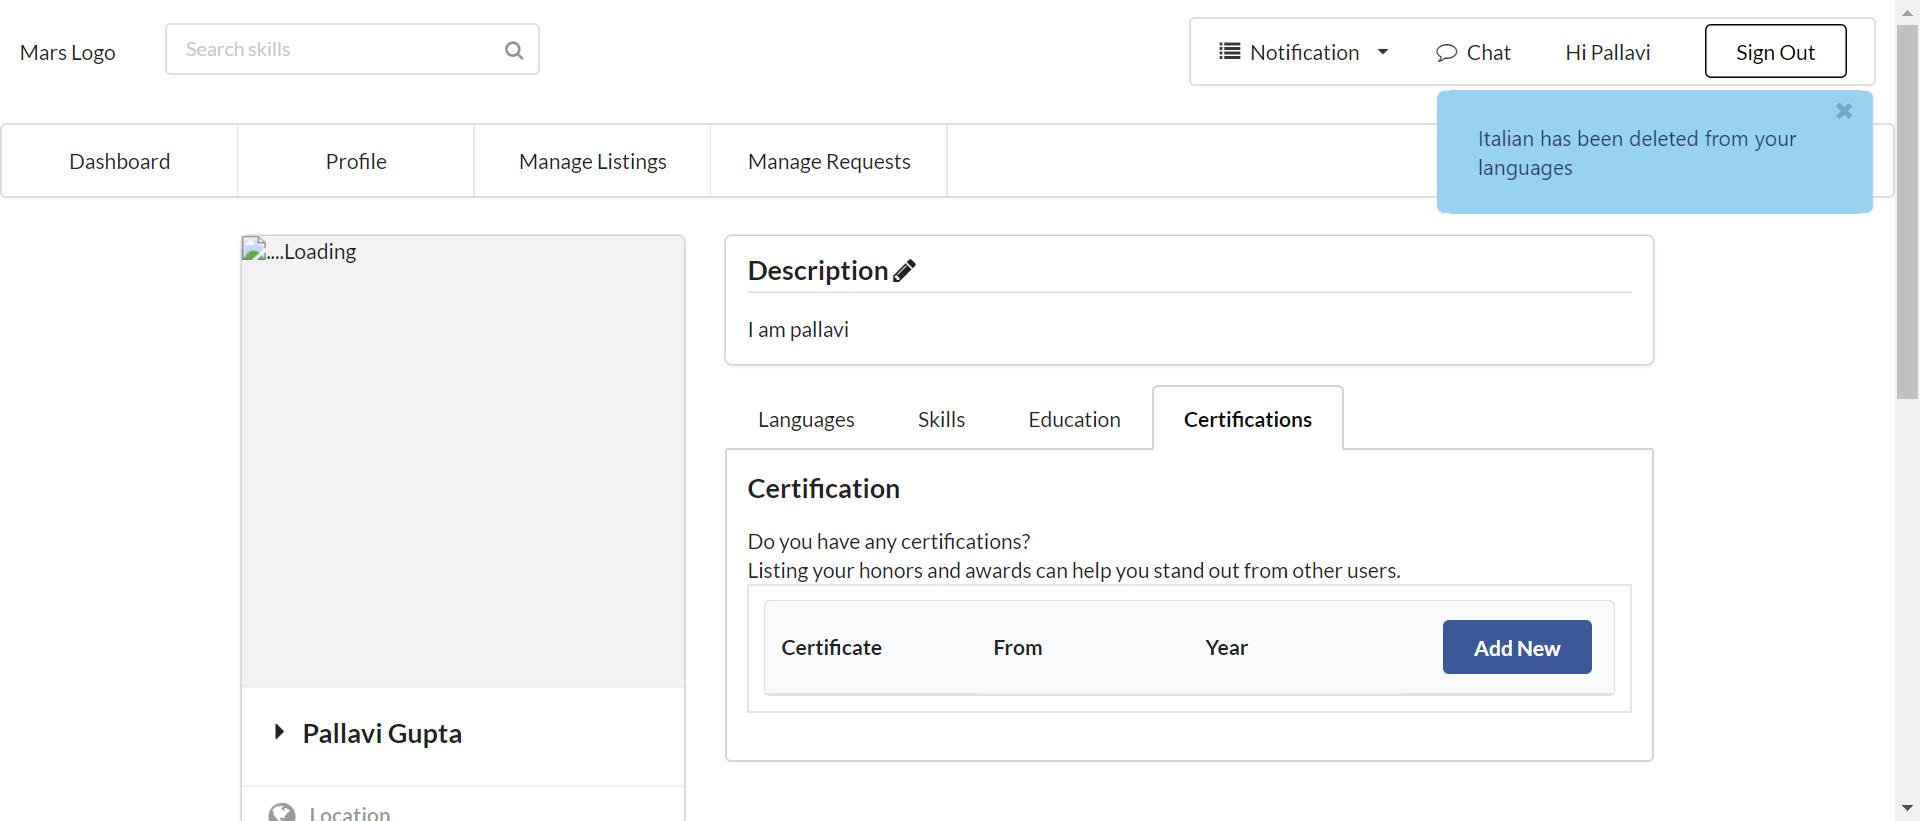 Mars Logo
Search skills
Notification
Chat
Hi Pallavi
Sign Out
Italian has been deleted from your
languages
Dashboard
Profile
Manage Listings
Manage Requests
....Loading
Pallavi Gupta
Location
Description
I am pallavi
Languages
Skills
Education
Certifications
Certification
Do you have any certifications?
Listing your honors and awards can help you stand out from other users.
Certificate
From
Year
Add New